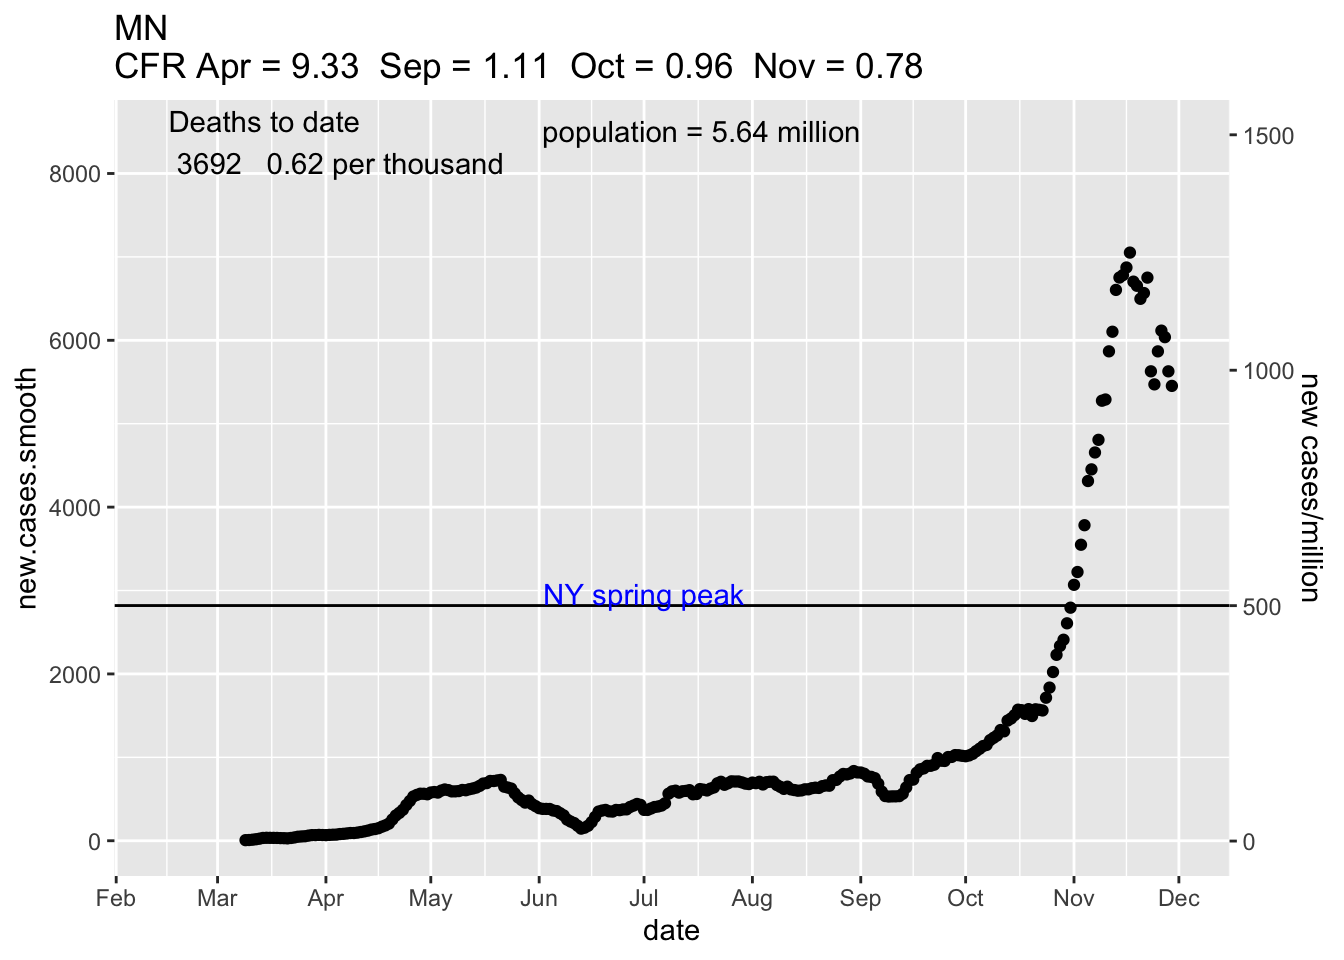 MN
CFR Apr = 9.33  Sep = 1.11  Oct = 0.96  Nov = 0.78
Deaths to date
3692   0.62 per thousand
population = 5.64 million
NY spring peak
new.cases.smooth
8000
6000
4000
2000
0
1500
1000
500
0
new cases/million
Feb Mar Apr May Jun Jul Aug Sep Oct Nov Dec
date